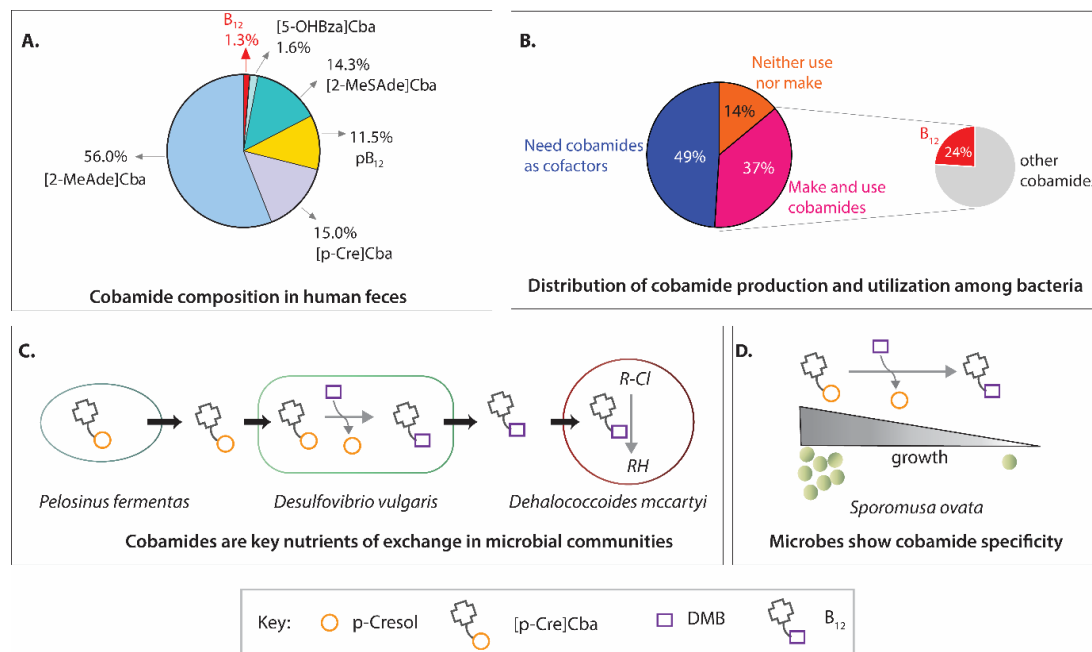 A.
B₁₂
1.3%
[5-OHBza]Cba
1.6%
14.3%
[2-MeSAde]Cba
11.5%
pB₁₂
56.0%
[2-MeAde]Cba
15.0%
[p-Cre]Cba
Cobamide composition in human feces
B.
Neither use
nor make
14%
Need cobamides
as cofactors
49%
37%
Make and use
cobamides
B₁₂
24%
other
cobamides
Distribution of cobamide production and utilization among bacteria
C.
R-Cl
RH
Pelosinus fermentas
Desulfovibrio vulgaris
Dehalococcoides mccartyi
Cobamides are key nutrients of exchange in microbial communities
D.
growth
Sporomusa ovata
Microbes show cobamide specificity
Key: p-Cresol [p-Cre]Cba DMB B₁₂